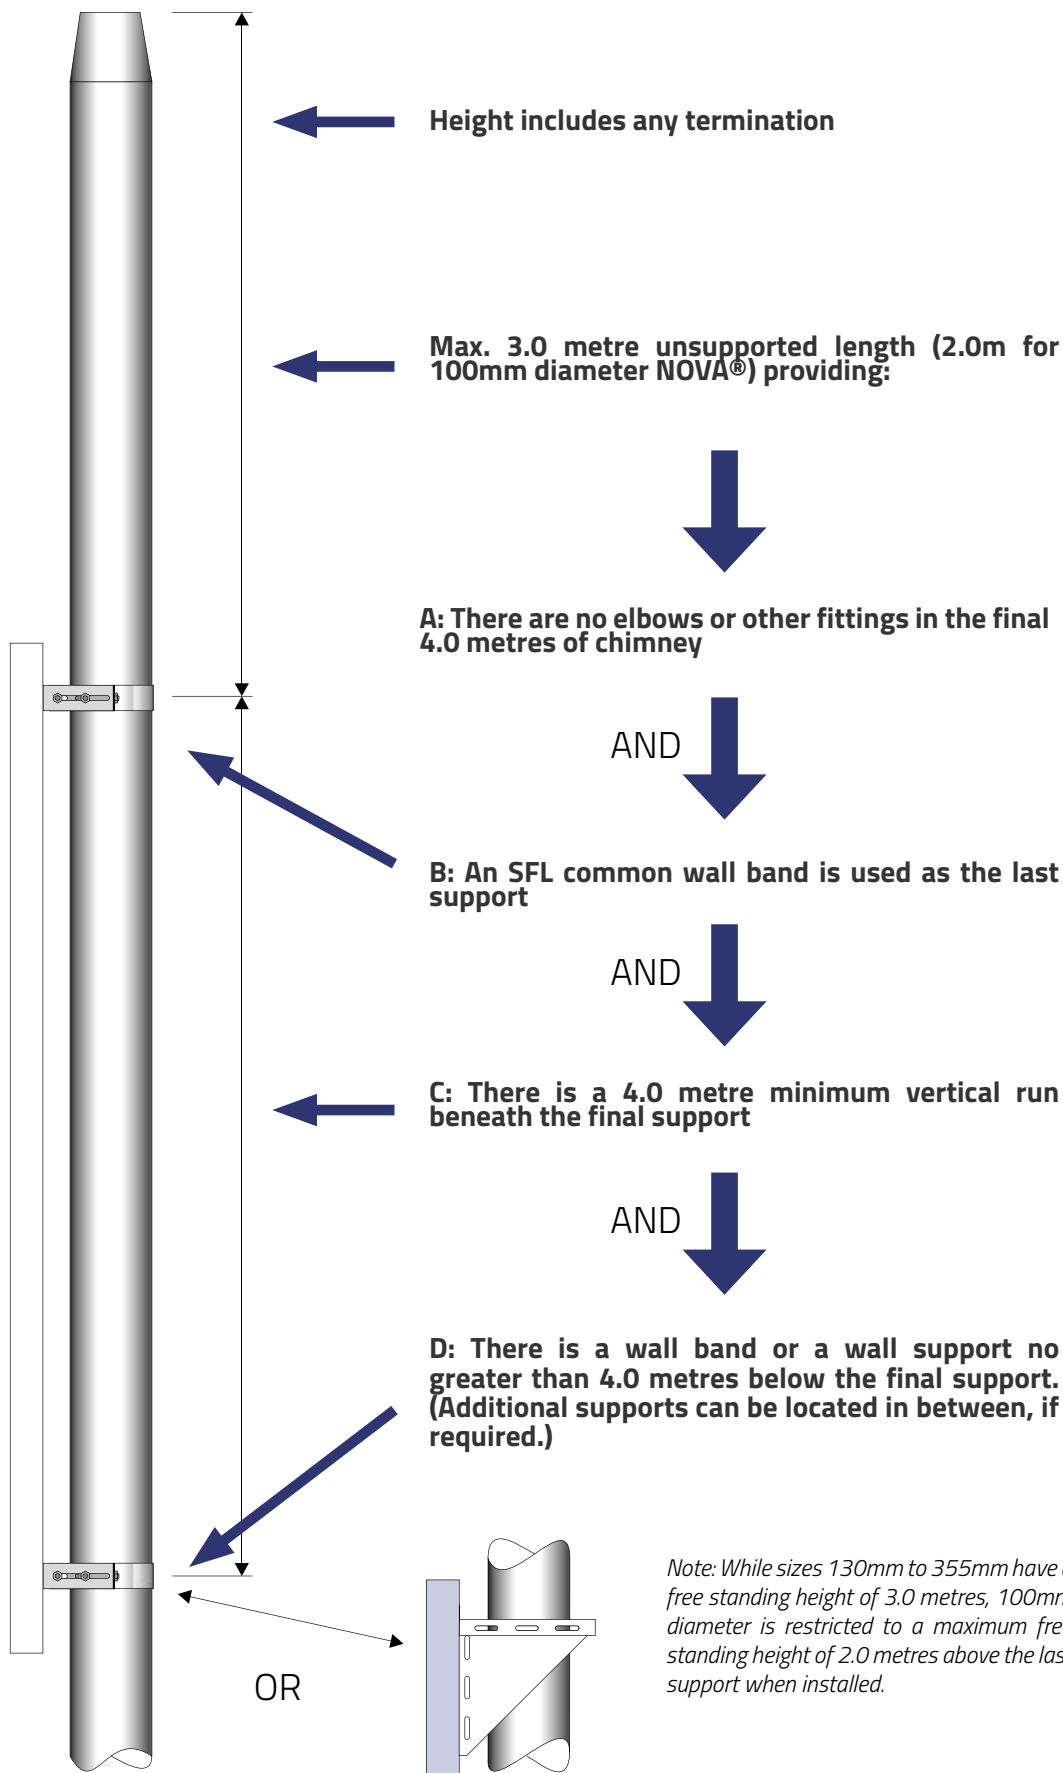 Height includes any termination
Max. 3.0 metre unsupported length (2.0m for
100mm diameter NOVA®) providing:
A: There are no elbows or other fittings in the final
4.0 metres of chimney
AND
B: An SFL common wall band is used as the last
support
AND
C: There is a 4.0 metre minimum vertical run
beneath the final support
AND
D: There is a wall band or a wall support no
greater than 4.0 metres below the final support.
(Additional supports can be located in between, if
required.)
OR
Note: While sizes 130mm to 355mm have
free standing height of 3.0 metres, 100mm
diameter is restricted to a maximum
standing height of 2.0 metres above the
support when installed.